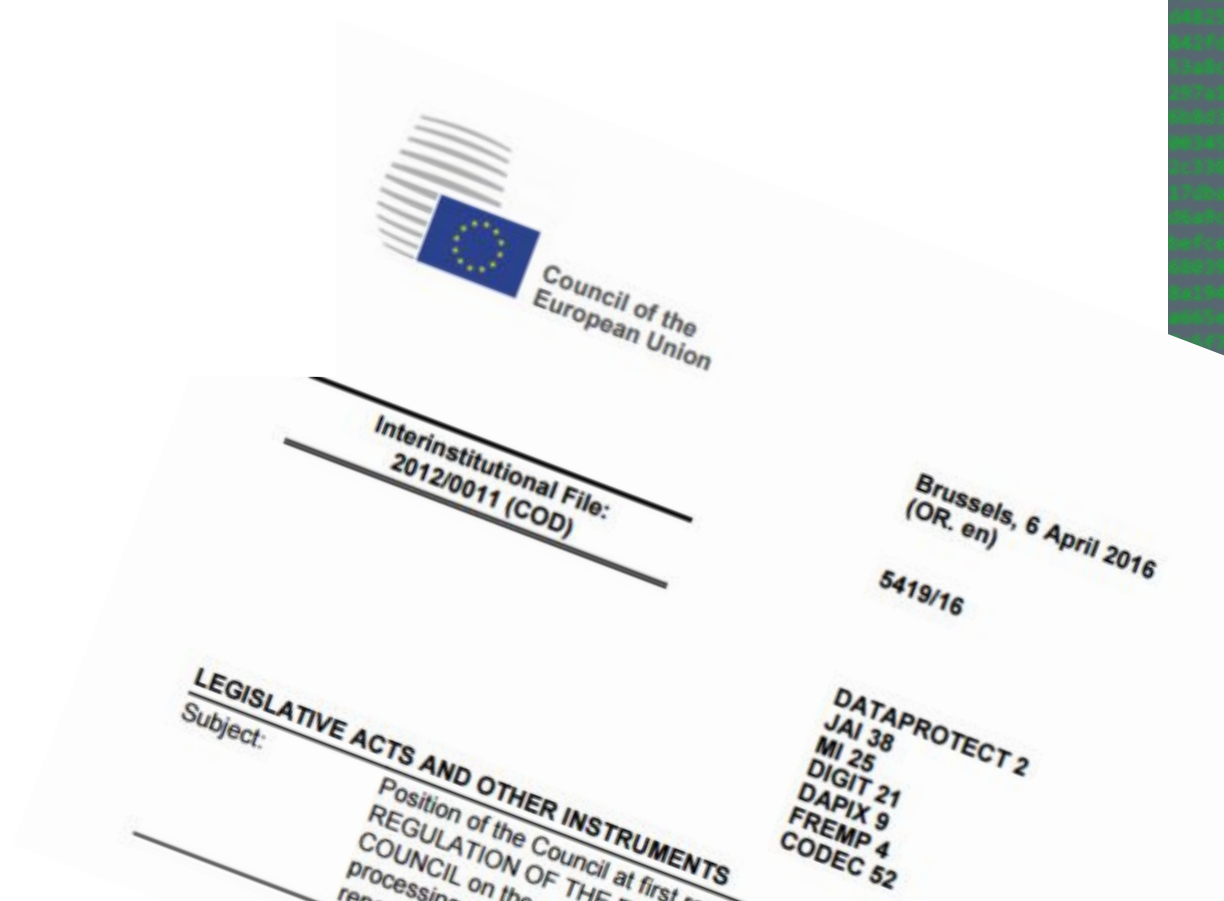 Council of the
European Union
Interinstitutional File:
2012/0011 (COD)
Brussels, 6 April 2016
(OR. en)
5419/16
DATAPROTECT 2
JAI 38
MI 25
DIGIT 21
DAPIX 9
FREMP 4
CODEC 52
LEGISLATIVE ACTS AND OTHER INSTRUMENTS
Subject:
Position of the Council at first
REGULATION OF THE
COUNCIL on the
processing